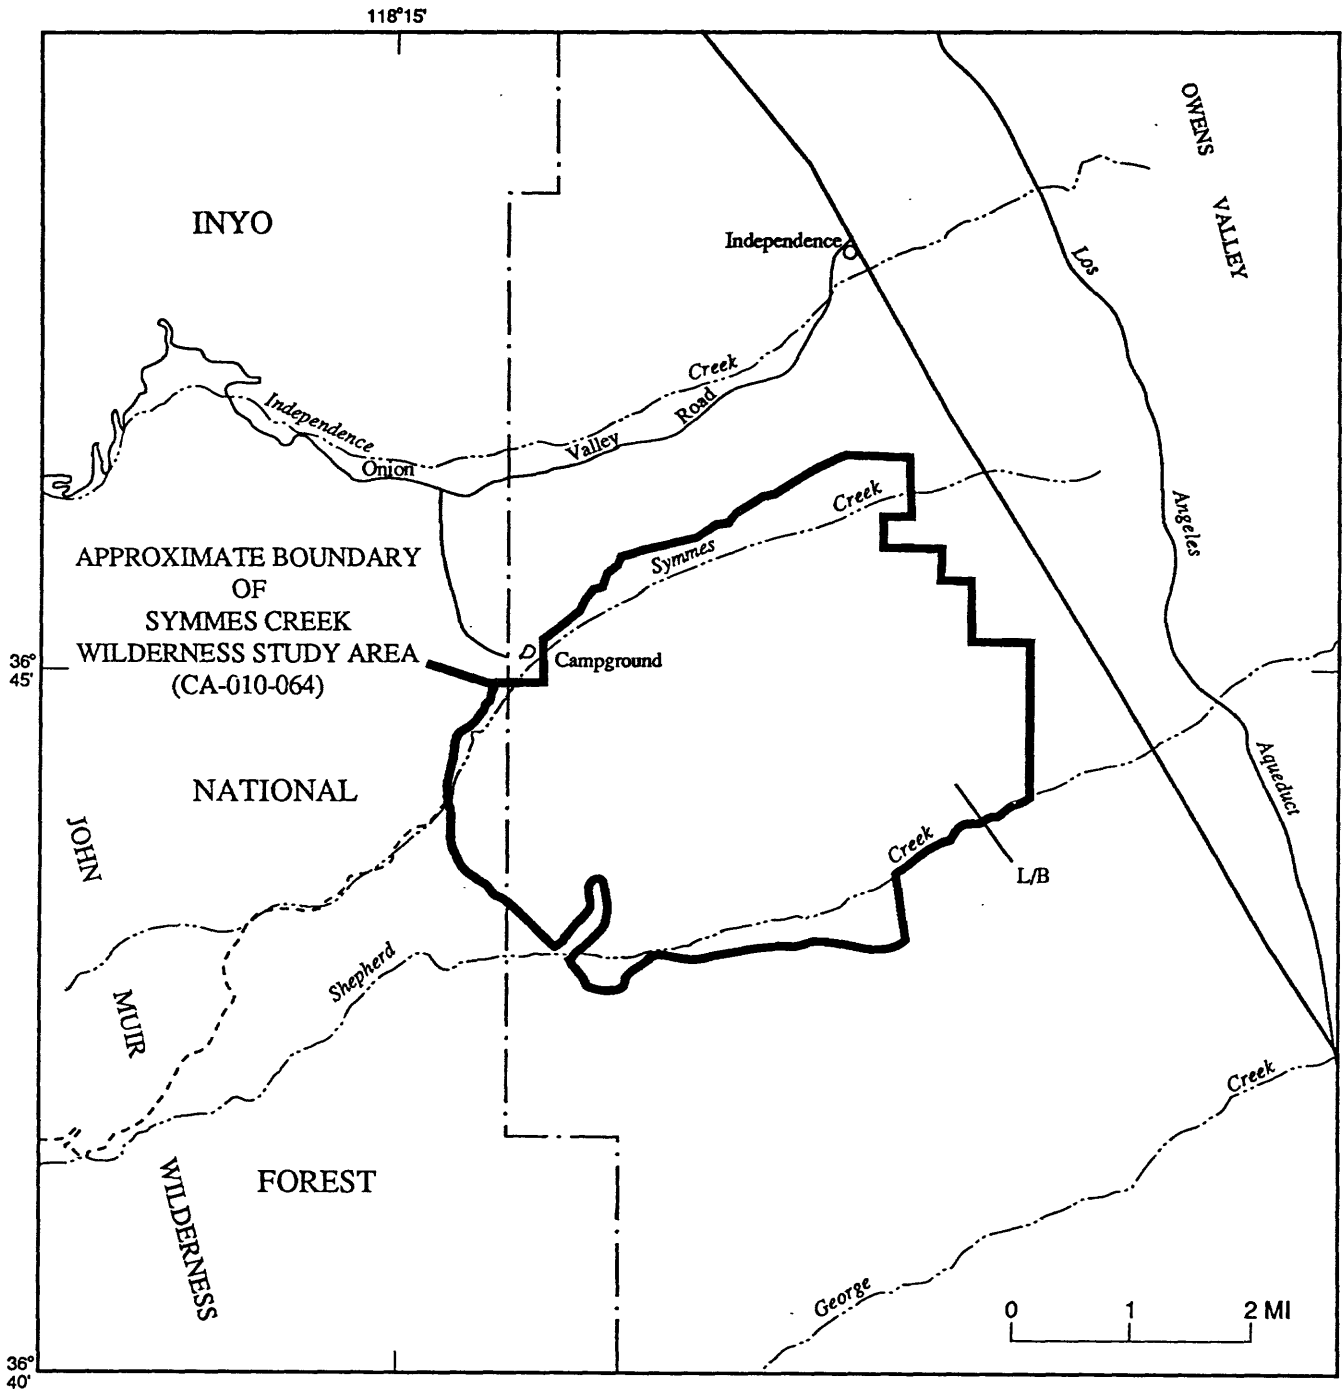 118°15'
OWENS
VALLEY
INYO
Independence
Los
Creek
Independence
Road
Valley
Onion
Creek
Symmes
Angeles
APPROXIMATE BOUNDARY
OF
SYMMES CREEK
WILDERNESS STUDY AREA
(CA-010-064)
36°
45'
Campground
Aqueduct
NATIONAL
JOHN
Creek
L/B
Shepherd
MUIR
Creek
WILDERNESS
FOREST
George
0 1 2 MI
36°
40'